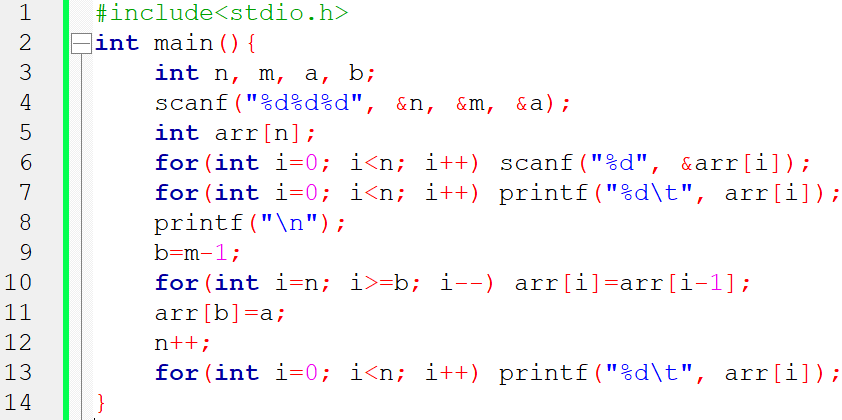 1 #include<stdio.h>
2 int main(){
3 int n, m, a, b;
4 scanf("%d%d%d", &n, &m, &a);
5 int arr[n];
6 for(int i=0; i<n; i++) scanf("%d", &arr[i]);
7 for(int i=0; i<n; i++) printf("%d\t", arr[i]);
8 printf("\n");
9 b=m-1;
10 for(int i=n; i>=b; i--) arr[i]=arr[i-1];
11 arr[b]=a;
12 n++;
13 for(int i=0; i<n; i++) printf("%d\t", arr[i]);
14 }